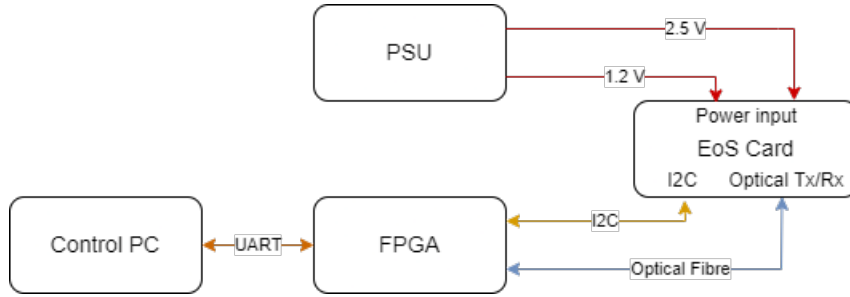 2.5 V
PSU
1.2 V
Power input
EoS Card
I2C Optical Tx/Rx
I2C
Control PC
UART
FPGA
Optical Fibre